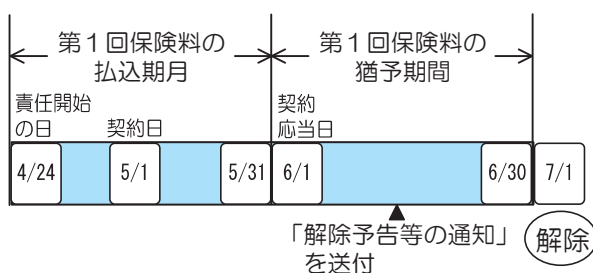 第1回保険料の
払込期月
第1回保険料の
猶予期間
責任開始
の日
契約日
契約
応当日
4/24
5/1
5/31
6/1
6/30
7/1
「解除予告等の通知」
を送付
解除